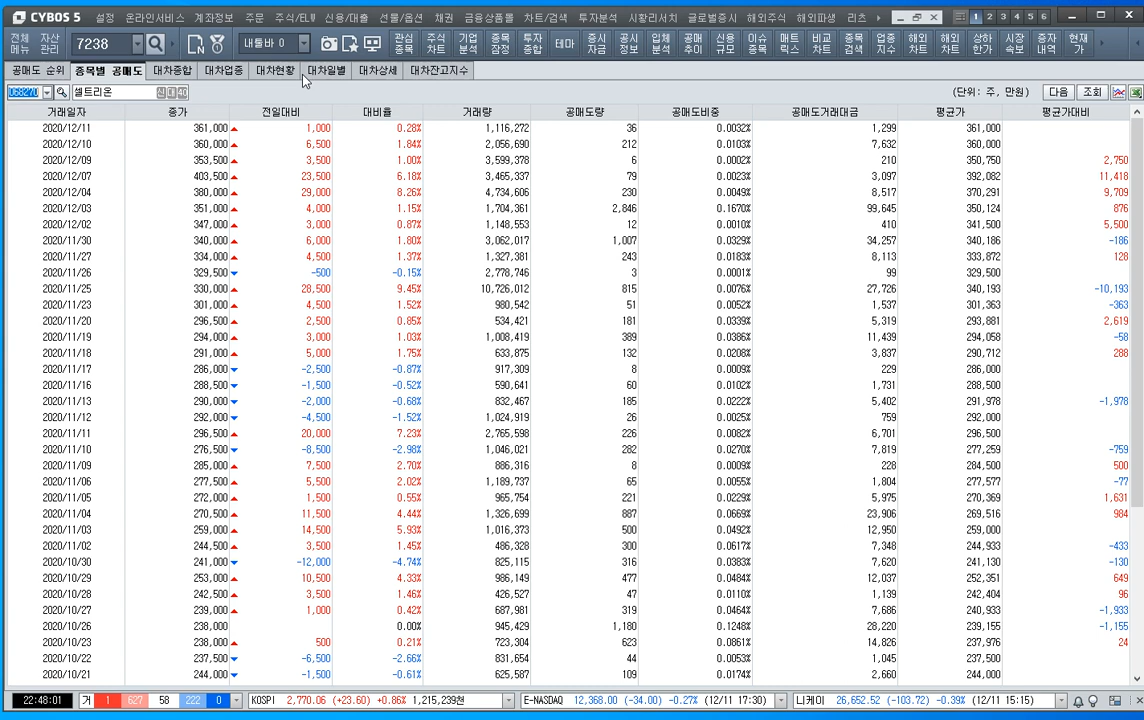 CYBOS 5 설정 온라인서비스 계좌정보 주문 주식/ELW 신용/대출 선물/옵션 채권 금융상품몰 차트/검색 투자분석 시황리서치 글로벌증시 해외주식 해외파생 리츠 1 2 3 4 5 6
전체메뉴 자산관리 7238 내툴바 0 관심종목 주식차트 기업분석 종목잠정 투자종합 테마 증시자금 공시정보 입체분석 공매추이 신용규모 이슈종목 매트릭스 비교차트 종목검색 업종지수 해외차트 해외차트 상하한가 시장속보 증자내역 현재가
공매도 순위 종목별 공매도 대차종합 대차업종 대차현황 대차일별 대차상세 대차잔고지수
068270 셀트리온 (단위: 주, 만원) 다음 조회
거래일자 종가 전일대비 대비율 거래량 공매도량 공매도비중 공매도거래대금 평균가 평균가대비
2020/12/11 361,000 1,000 0.28% 1,116,272 36 0.0032% 1,299 361,000
2020/12/10 360,000 6,500 1.84% 2,056,690 212 0.0103% 7,632 360,000
2020/12/09 353,500 3,500 1.00% 3,599,378 6 0.0002% 210 350,750 2,750
2020/12/07 403,500 23,500 6.18% 3,465,337 79 0.0023% 3,097 392,082 11,418
2020/12/04 380,000 29,000 8.26% 4,734,606 230 0.0049% 8,517 370,291 9,709
2020/12/03 351,000 4,000 1.15% 1,704,361 2,846 0.1670% 99,645 350,124 876
2020/12/02 347,000 3,000 0.87% 1,148,553 12 0.0010% 410 341,500 5,500
2020/11/30 340,000 6,000 1.80% 3,062,017 1,007 0.0329% 34,257 340,186 -186
2020/11/27 334,000 4,500 1.37% 1,327,381 243 0.0183% 8,113 333,872 128
2020/11/26 329,500 -500 -0.15% 2,778,746 3 0.0001% 99 329,500
2020/11/25 330,000 28,500 9.45% 10,726,012 815 0.0076% 27,726 340,193 -10,193
2020/11/23 301,000 4,500 1.52% 980,542 51 0.0052% 1,537 301,363 -363
2020/11/20 296,500 2,500 0.85% 534,421 181 0.0339% 5,319 293,881 2,619
2020/11/19 294,000 3,000 1.03% 1,008,419 389 0.0386% 11,439 294,058 -58
2020/11/18 291,000 5,000 1.75% 633,875 132 0.0208% 3,837 290,712 288
2020/11/17 286,000 -2,500 -0.87% 917,309 8 0.0009% 229 286,000
2020/11/16 288,500 -1,500 -0.52% 590,641 60 0.0102% 1,731 288,500
2020/11/13 290,000 -2,000 -0.68% 832,467 185 0.0222% 5,402 291,978 -1,978
2020/11/12 292,000 -4,500 -1.52% 1,024,919 26 0.0025% 759 292,000
2020/11/11 296,500 20,000 7.23% 2,765,598 226 0.0082% 6,701 296,500
2020/11/10 276,500 -8,500 -2.98% 1,046,021 282 0.0270% 7,819 277,259 -759
2020/11/09 285,000 7,500 2.70% 886,316 8 0.0009% 228 284,500 500
2020/11/06 277,500 5,500 2.02% 1,189,737 65 0.0055% 1,804 277,577 -77
2020/11/05 272,000 1,500 0.55% 965,754 221 0.0229% 5,975 270,369 1,631
2020/11/04 270,500 11,500 4.44% 1,326,699 887 0.0669% 23,906 269,516 984
2020/11/03 259,000 14,500 5.93% 1,016,373 500 0.0492% 12,950 259,000
2020/11/02 244,500 3,500 1.45% 486,328 300 0.0617% 7,348 244,933 -433
2020/10/30 241,000 -12,000 -4.74% 825,115 316 0.0383% 7,620 241,130 -130
2020/10/29 253,000 10,500 4.33% 986,149 477 0.0484% 12,037 252,351 649
2020/10/28 242,500 3,500 1.46% 426,527 47 0.0110% 1,139 242,404 96
2020/10/27 239,000 1,000 0.42% 687,981 319 0.0464% 7,686 240,933 -1,933
2020/10/26 238,000 0.00% 945,429 1,180 0.1248% 28,220 239,155 -1,155
2020/10/23 238,000 500 0.21% 723,304 623 0.0861% 14,826 237,976 24
2020/10/22 237,500 -6,500 -2.66% 831,654 44 0.0053% 1,045 237,500
2020/10/21 244,000 -1,500 -0.61% 625,587 109 0.0174% 2,660 244,000
22:48:01 거 1 627 58 222 0 KOSPI 2,770.06 (+23.60) +0.86% 1,215,239천 E-NASDAQ 12,368.00 (-34.00) -0.27% (12/11 17:30) 니케이 26,652.52 (-103.72) -0.39% (12/11 15:15)